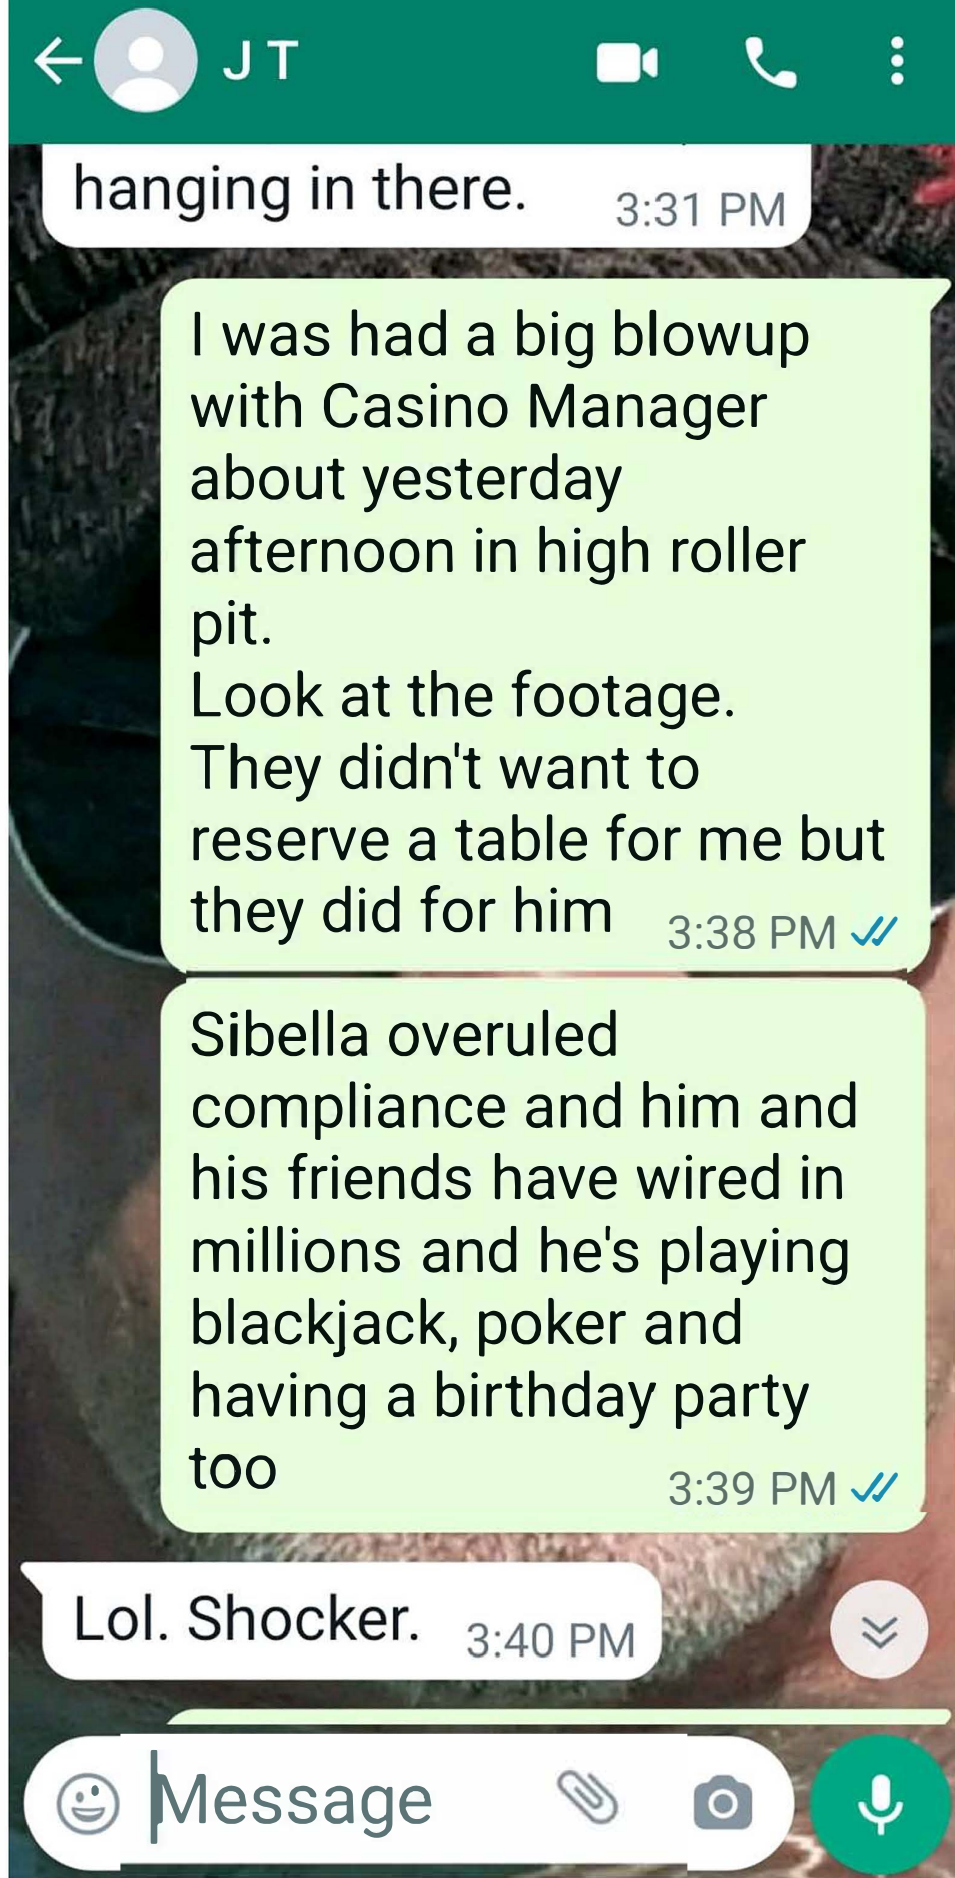 J T
hanging in there.
3:31 PM
I was had a big blowup
with Casino Manager
about yesterday
afternoon in high roller
pit.
Look at the footage.
They didn't want to
reserve a table for me but
they did for him
3:38 PM
Sibella overuled
compliance and him and
his friends have wired in
millions and he's playing
blackjack, poker and
having a birthday party
too
3:39 PM
Lol. Shocker.
3:40 PM
Message